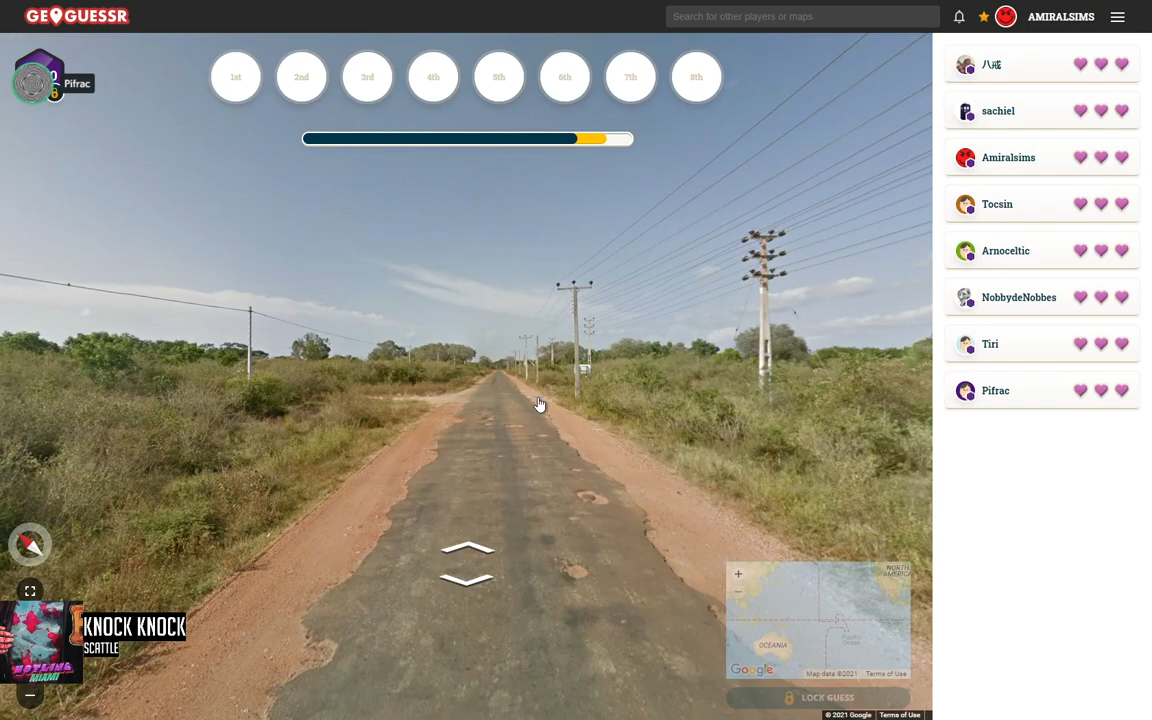 GEOGUESSR
Search for other players or maps
AMIRALSIMS
Pifrac
1st
2nd
3rd
4th
5th
6th
7th
8th
八戒
sachiel
Amiralsims
Tocsin
Arnoceltic
NobbydeNobbes
Tiri
Pifrac
KNOCK KNOCK
SCATTLE
HOTLINE
MIAMI
NORTH
AMERICA
OCEANIA
Pacific
Ocean
Google
Map data ©2021
Terms of Use
LOCK GUESS
© 2021 Google
Terms of Use